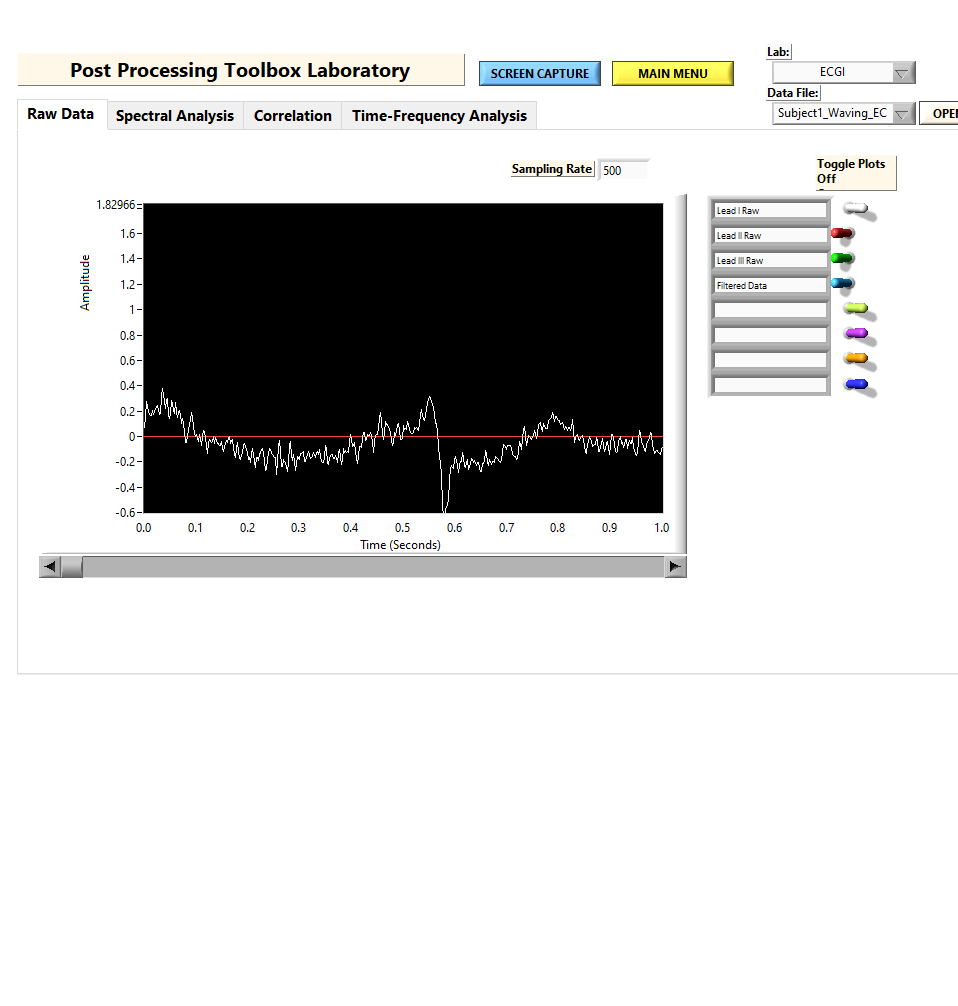 Lab:
Post Processing Toolbox Laboratory
SCREEN CAPTURE
MAIN MENU
ECGI
Data File:
Subject1_Waving_EC
OPE
Raw Data
Spectral Analysis
Correlation
Time-Frequency Analysis
Sampling Rate
500
Toggle Plots
Off
Amplitude
1.82966
1.6
1.4
1.2
1
0.8
0.6
0.4
0.2
0
-0.2
-0.4
-0.6
0.0 0.1 0.2 0.3 0.4 0.5 0.6 0.7 0.8 0.9 1.0
Time (Seconds)
Lead I Raw
Lead II Raw
Lead III Raw
Filtered Data